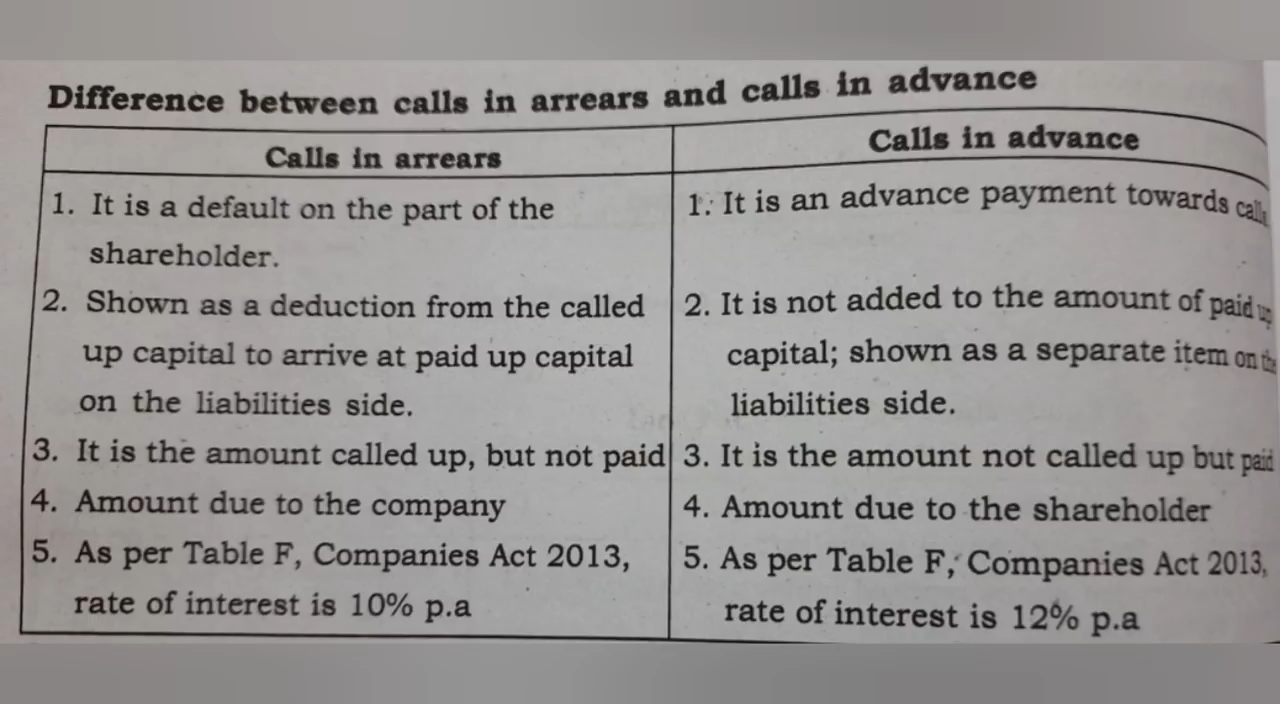 Difference between calls in arrears and calls in advance
Calls in arrears
Calls in advance
1. It is a default on the part of the
shareholder.
2. Shown as a deduction from the called
up capital to arrive at paid up capital
on the liabilities side.
3. It is the amount called up, but not paid
4. Amount due to the company
5. As per Table F, Companies Act 2013,
rate of interest is 10% p.a
1. It is an advance payment towards calls
2. It is not added to the amount of paid up
capital; shown as a separate item on the
liabilities side.
3. It is the amount not called up but paid
4. Amount due to the shareholder
5. As per Table F, Companies Act 2013,
rate of interest is 12% p.a